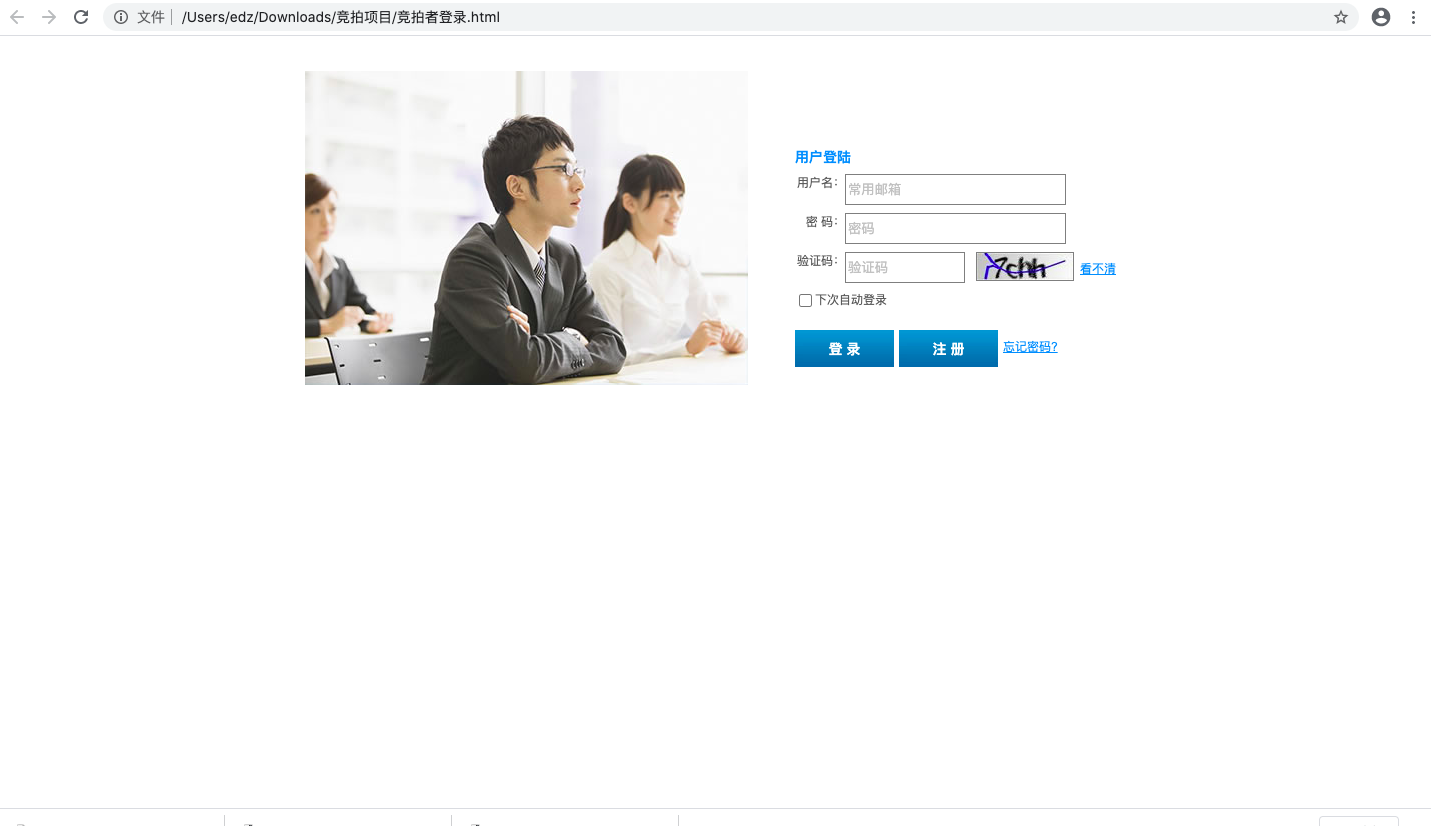 文件 /Users/edz/Downloads/竞拍项目/竞拍者登录.html
用户登陆
用户名: 常用邮箱
密 码: 密码
验证码: 验证码 看不清
下次自动登录
登 录 注 册 忘记密码?